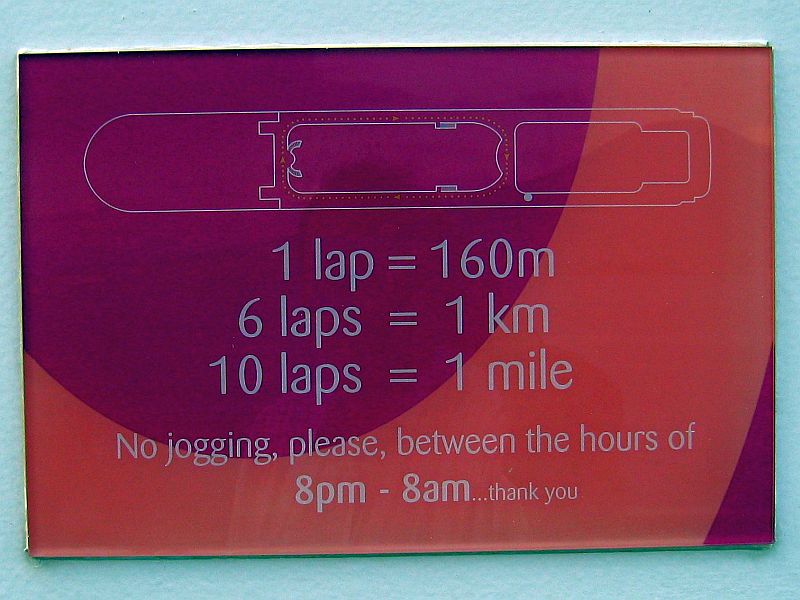 1 lap = 160m
6 laps = 1 km
10 laps = 1 mile
No jogging, please, between the hours of
8pm - 8am...thank you